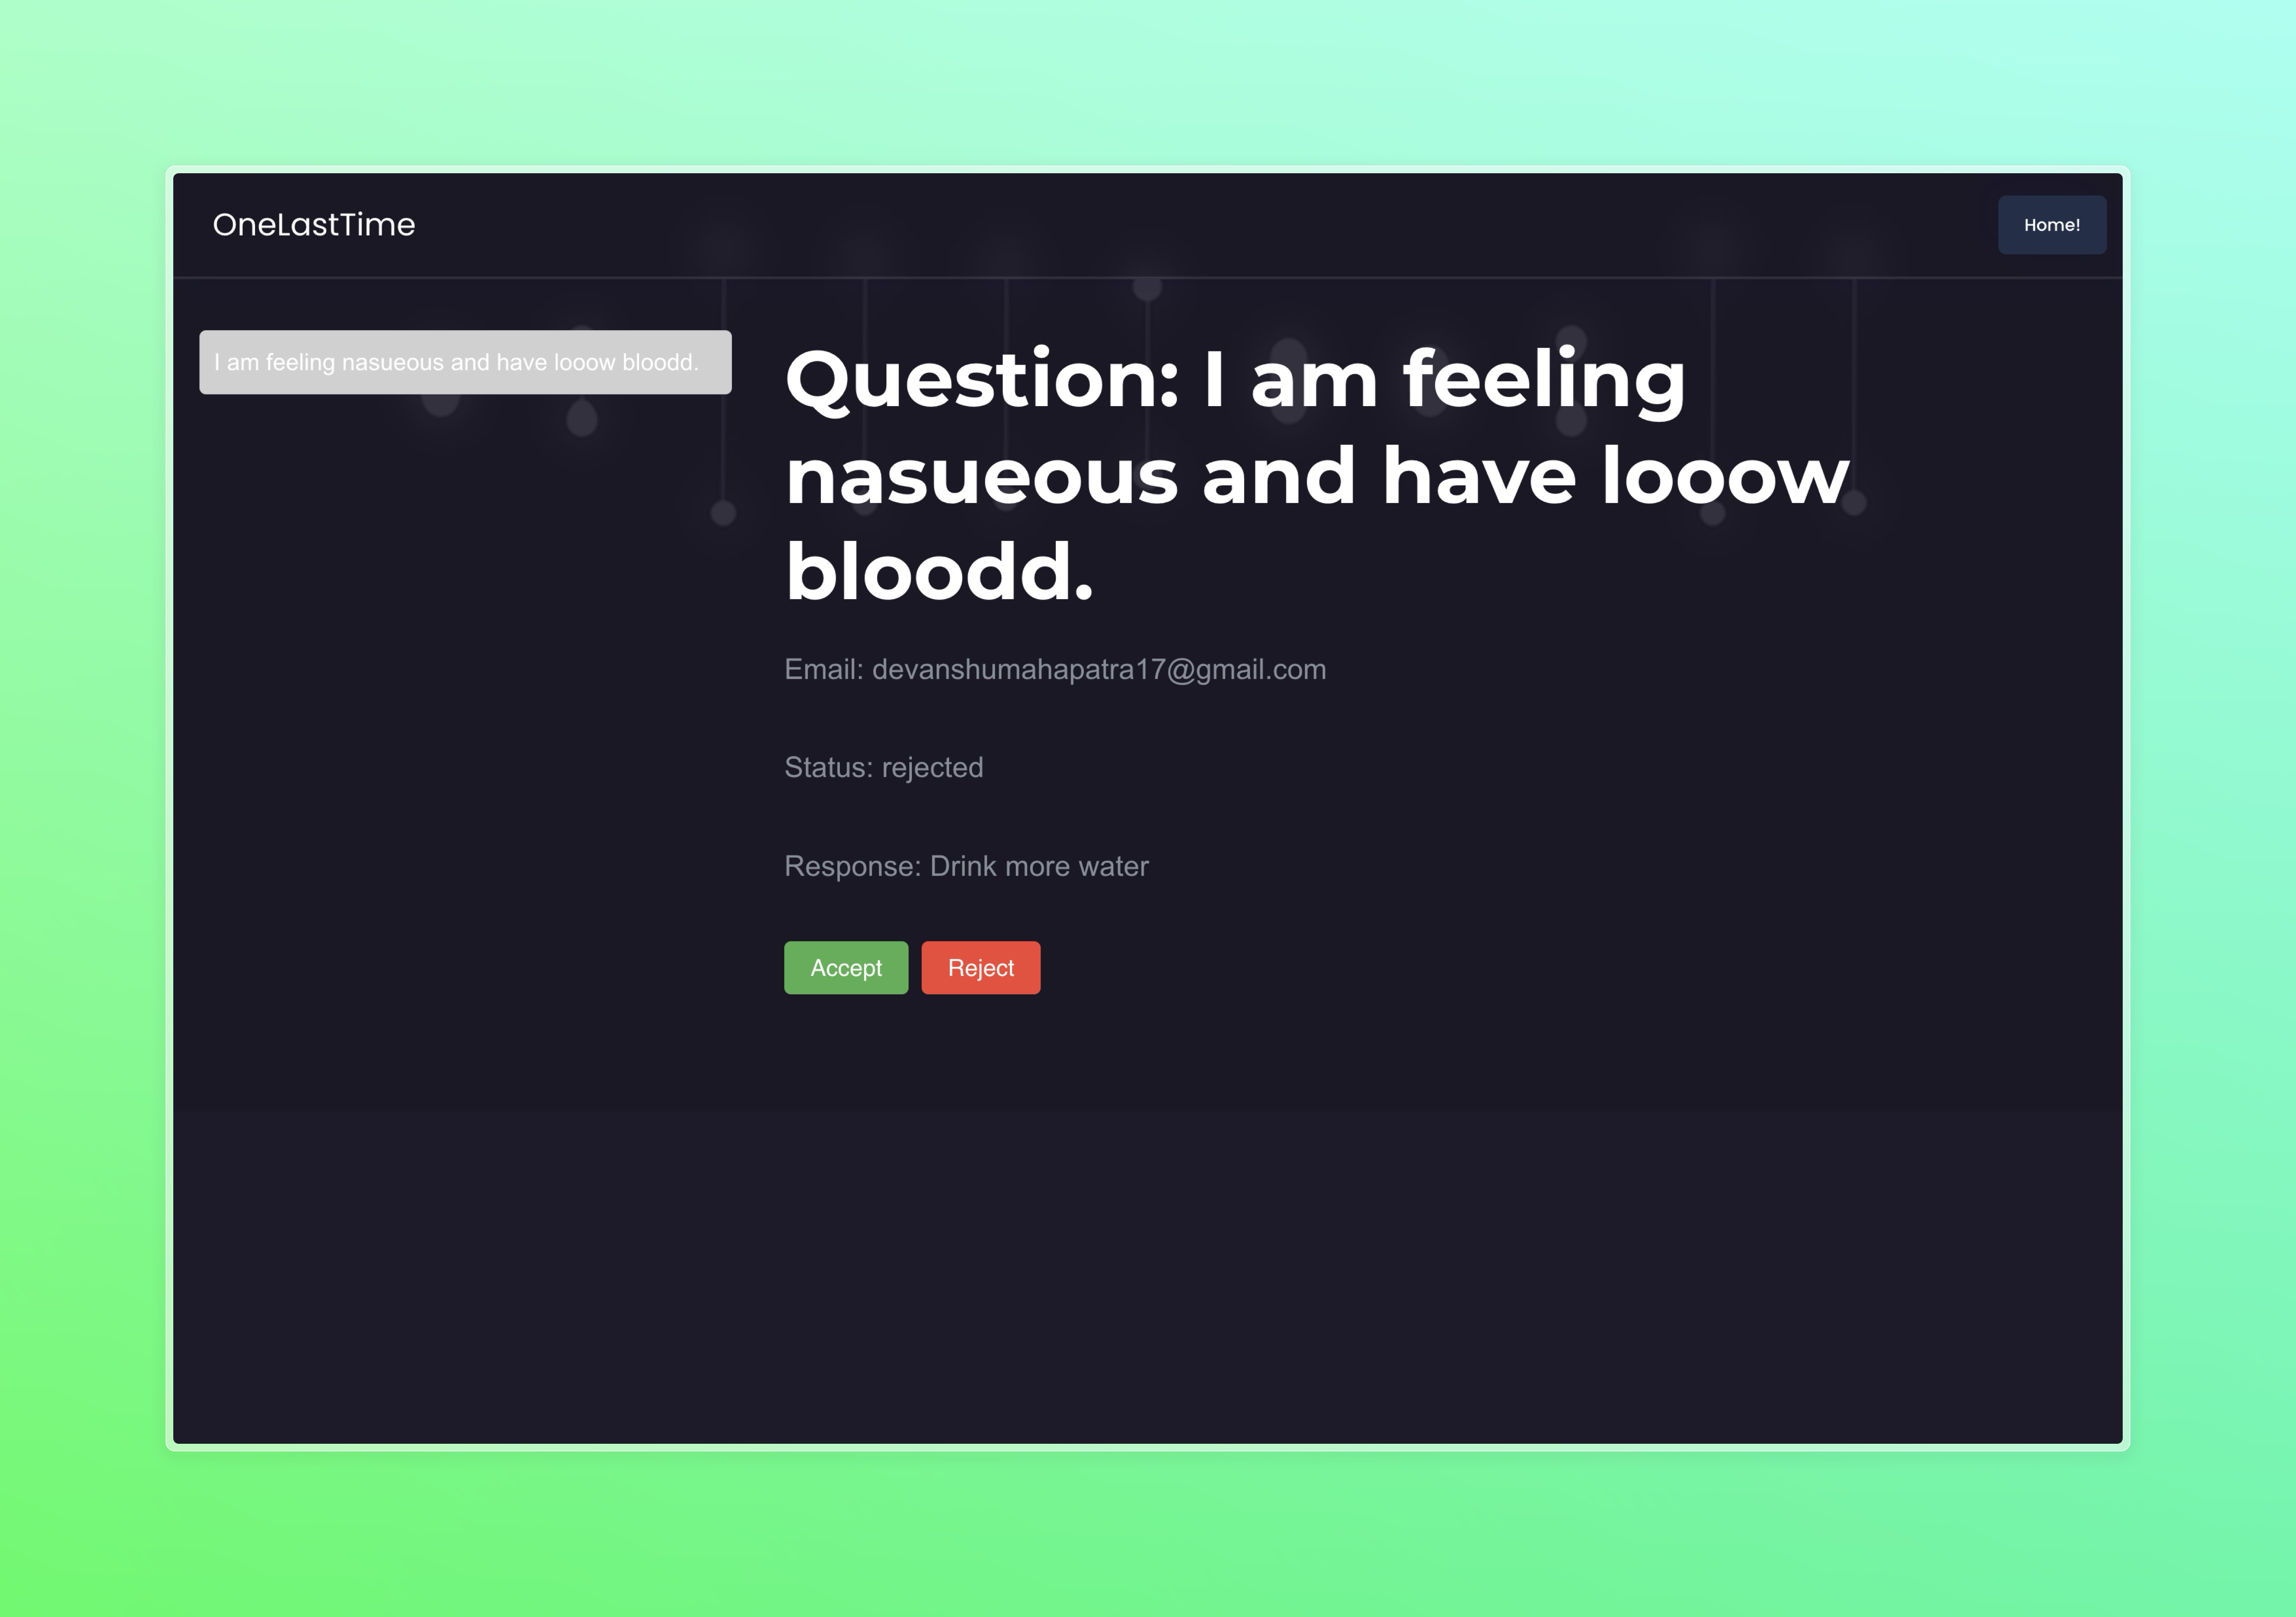 OneLastTime
Home!
I am feeling nasueous and have looow bloodd.
Question: I am feeling
nasueous and have looow
bloodd.
Email: devanshumahapatra17@gmail.com
Status: rejected
Response: Drink more water
Accept
Reject